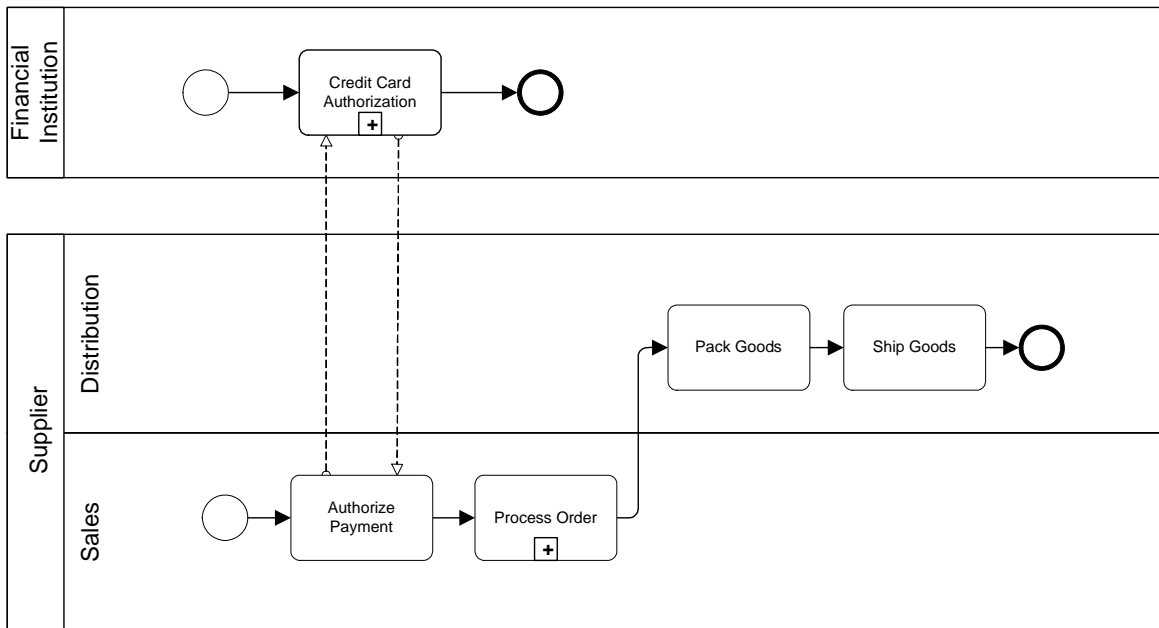 Financial
Institution
Credit Card
Authorization
+
Supplier
Distribution
Pack Goods
Ship Goods
Sales
Authorize
Payment
Process Order
+